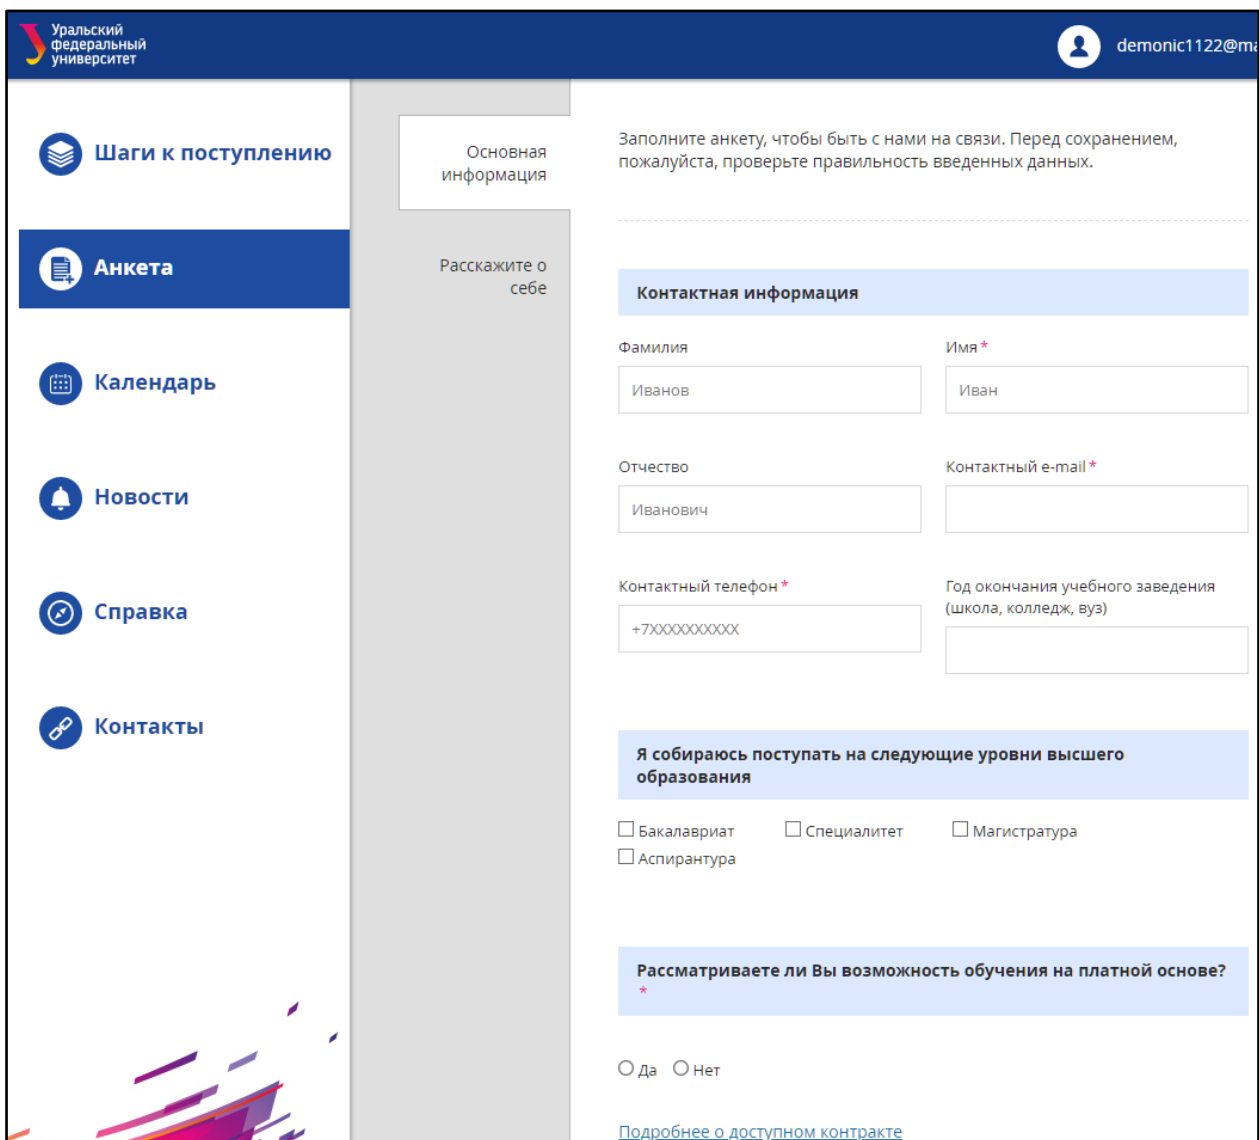 Уральский
федеральный
университет
demonic1122@ma
Шаги к поступлению
Анкета
Календарь
Новости
Справка
Контакты
Основная
информация
Расскажите о
себе
Заполните анкету, чтобы быть с нами на связи. Перед сохранением,
пожалуйста, проверьте правильность введенных данных.
Контактная информация
Фамилия
Имя *
Иванов
Иван
Отчество
Контактный e-mail *
Иванович
Контактный телефон *
Год окончания учебного заведения
(школа, колледж, вуз)
+7XXXXXXXXXX
Я собираюсь поступать на следующие уровни высшего
образования
Бакалавриат
Специалитет
Магистратура
Аспирантура
Рассматриваете ли Вы возможность обучения на платной основе?
*
Да
Нет
Подробнее о доступном контракте